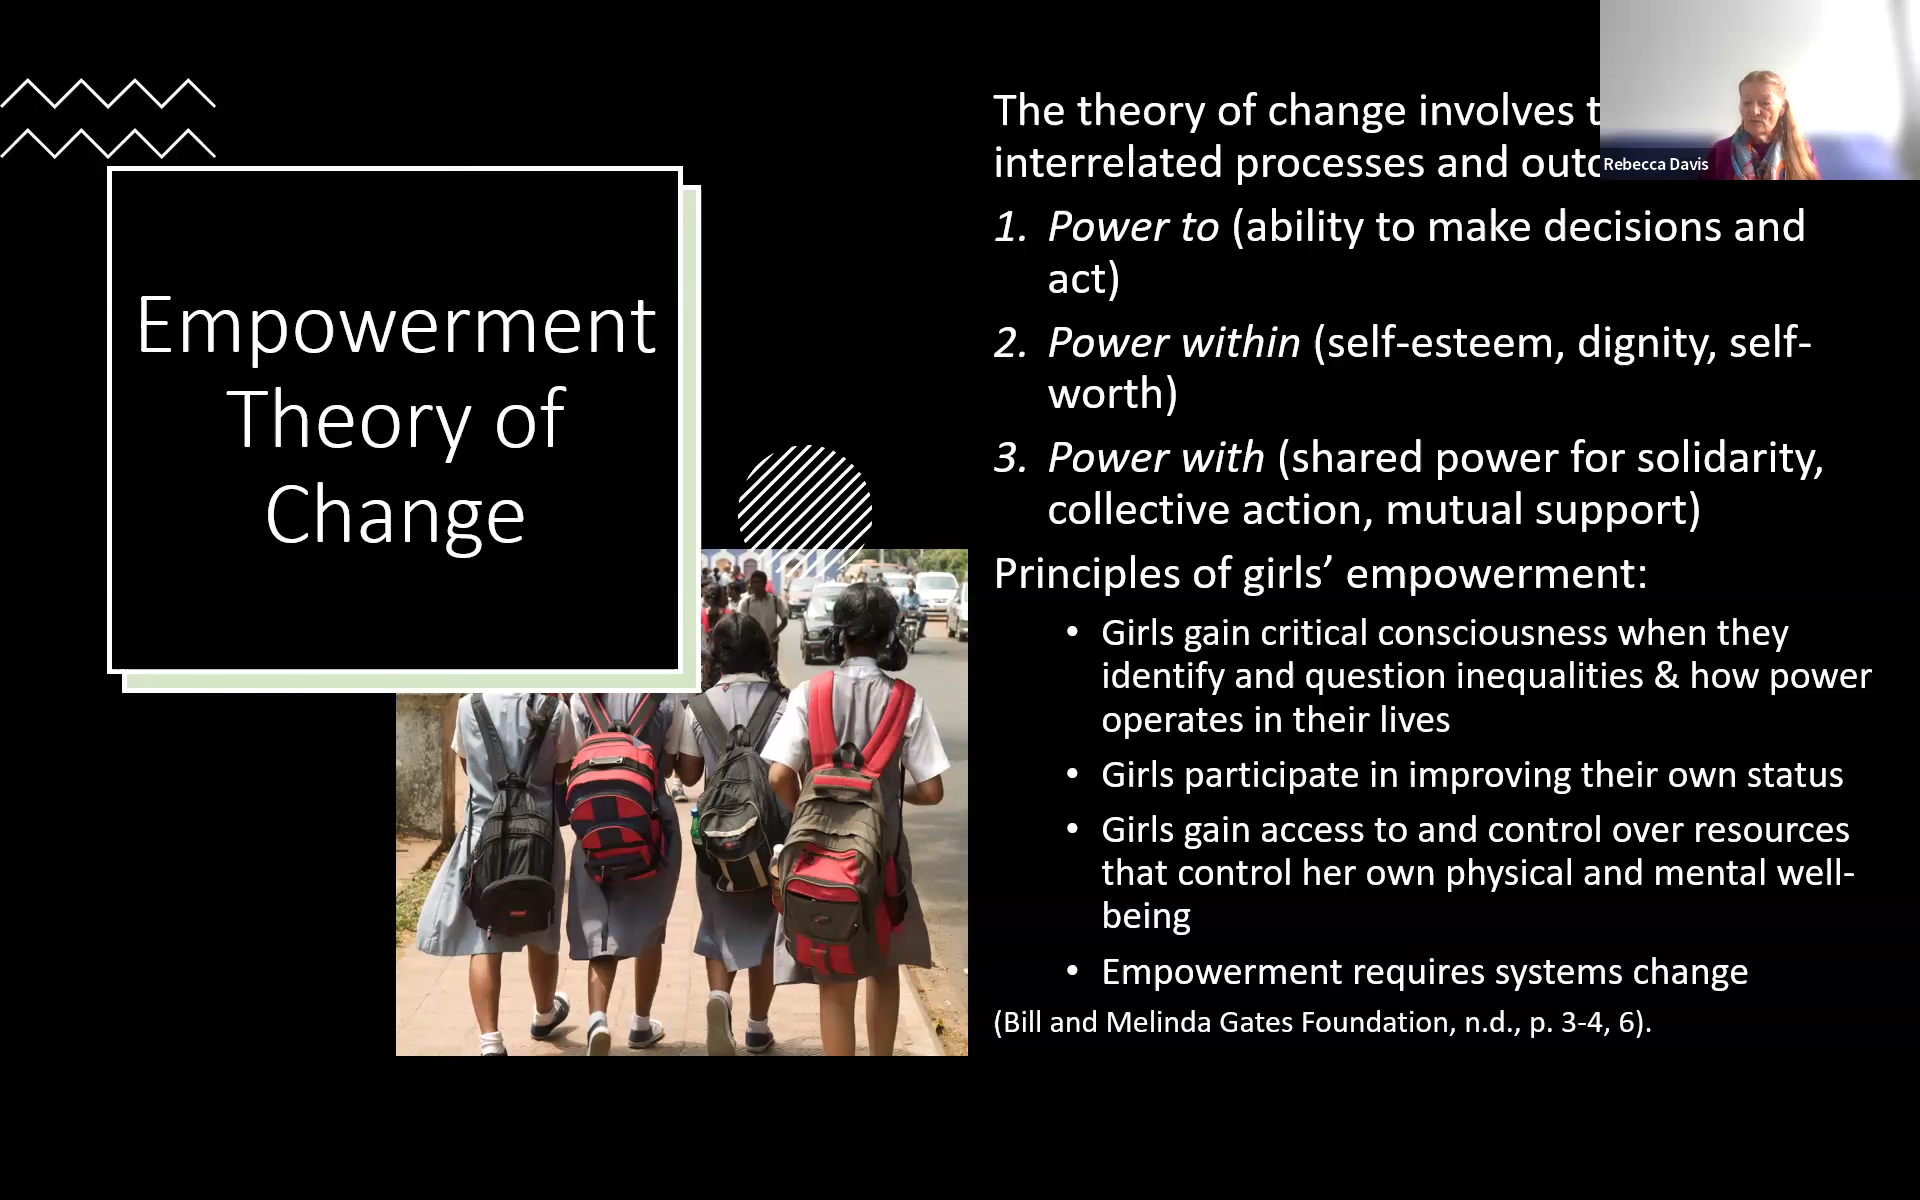 Empowerment
Theory of
Change
The theory of change involves
interrelated processes and
Rebecca Davis
1. Power to (ability to make decisions and
act)
2. Power within (self-esteem, dignity, self-
worth)
3. Power with (shared power for solidarity,
collective action, mutual support)
Principles of girls’ empowerment:
• Girls gain critical consciousness when they
identify and question inequalities & how power
operates in their lives
• Girls participate in improving their own status
• Girls gain access to and control over resources
that control her own physical and mental well-
being
• Empowerment requires systems change
(Bill and Melinda Gates Foundation, n.d., p. 3-4, 6).